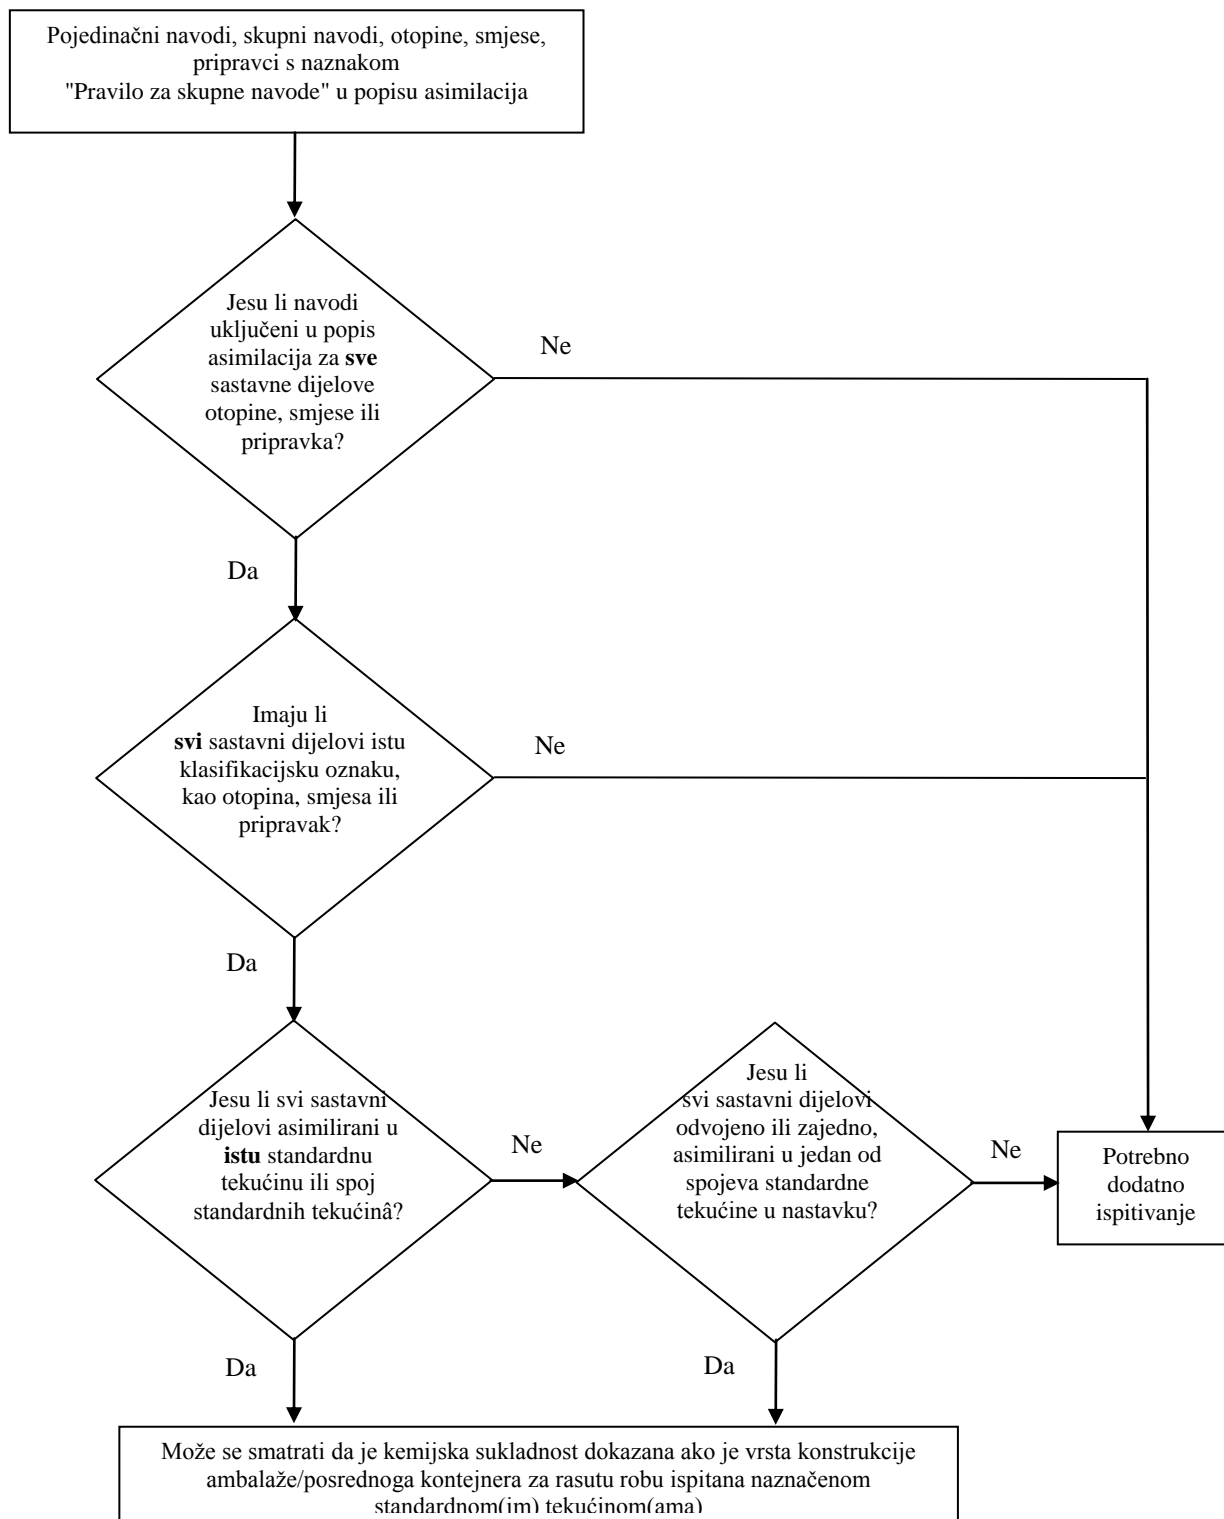 Pojedinačni navodi, skupni navodi, otopine, smjese,
pripravci s naznakom
"Pravilo za skupne navode" u popisu asimilacija
Jesu li navodi
uključeni u popis
asimilacija za sve
sastavne dijelove
otopine, smjese ili
pripravka?
Ne
Da
Imaju li
svi sastavni dijelovi istu
klasifikacijsku oznaku,
kao otopina, smjesa ili
pripravak?
Ne
Da
Jesu li svi sastavni
dijelovi asimilirani u
istu standardnu
tekućinu ili spoj
standardnih tekućinâ?
Ne
Da
Jesu li
svi sastavni dijelovi
odvojeno ili zajedno,
asimilirani u jedan od
spojeva standardne
tekućine u nastavku?
Ne
Da
Potrebno
dodatno
ispitivanje
Može se smatrati da je kemijska sukladnost dokazana ako je vrsta konstrukcije
ambalaže/posrednoga kontejnera za rasutu robu ispitana naznačenom
standardnom(im) tekućinom(ama)